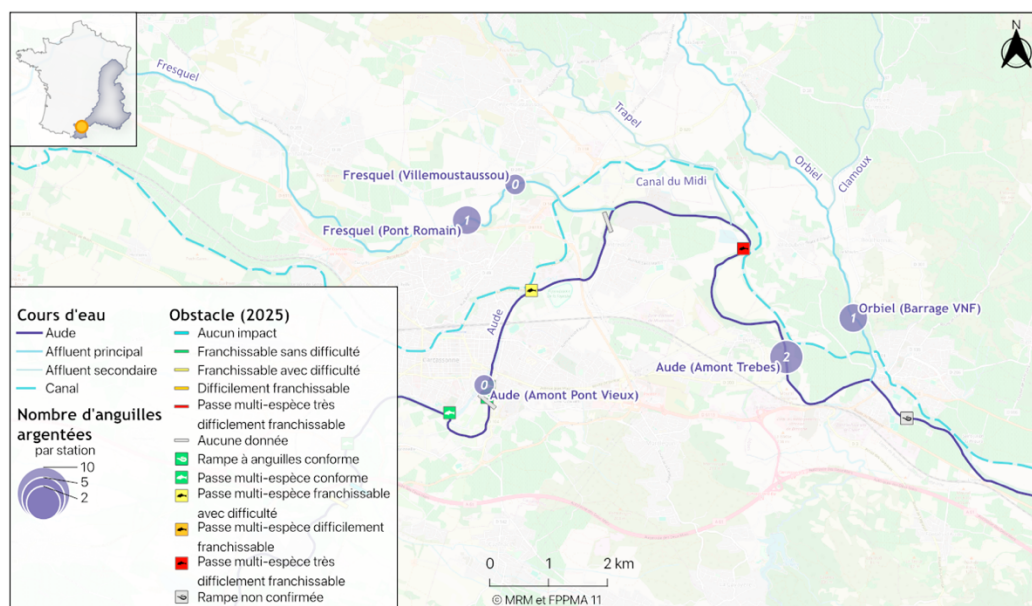 N
Fresquel
Trapel
Orbiel
Clamoux
Canal du Midi
Fresquel (Villemoustaussou)
0
Fresquel (Pont Romain)
1
Aude
Orbiel (Barrage VNF)
1
Aude (Amont Trebes)
2
0
Aude (Amont Pont Vieux)
Cours d'eau
Aude
Affluent principal
Affluent secondaire
Canal
Nombre d'anguilles
argentées
par station
10
5
2
Obstacle (2025)
Aucun impact
Franchissable sans difficulté
Franchissable avec difficulté
Difficilement franchissable
Passe multi-espèce très
difficlement franchissable
Aucune donnée
Rampe à anguilles conforme
Passe multi-espèce conforme
Passe multi-espèce franchissable
avec difficulté
Passe multi-espèce difficilement
franchissable
Passe multi-espèce très
difficlement franchissable
Rampe non confirmée
0 1 2 km
© MRM et FPPMA 11